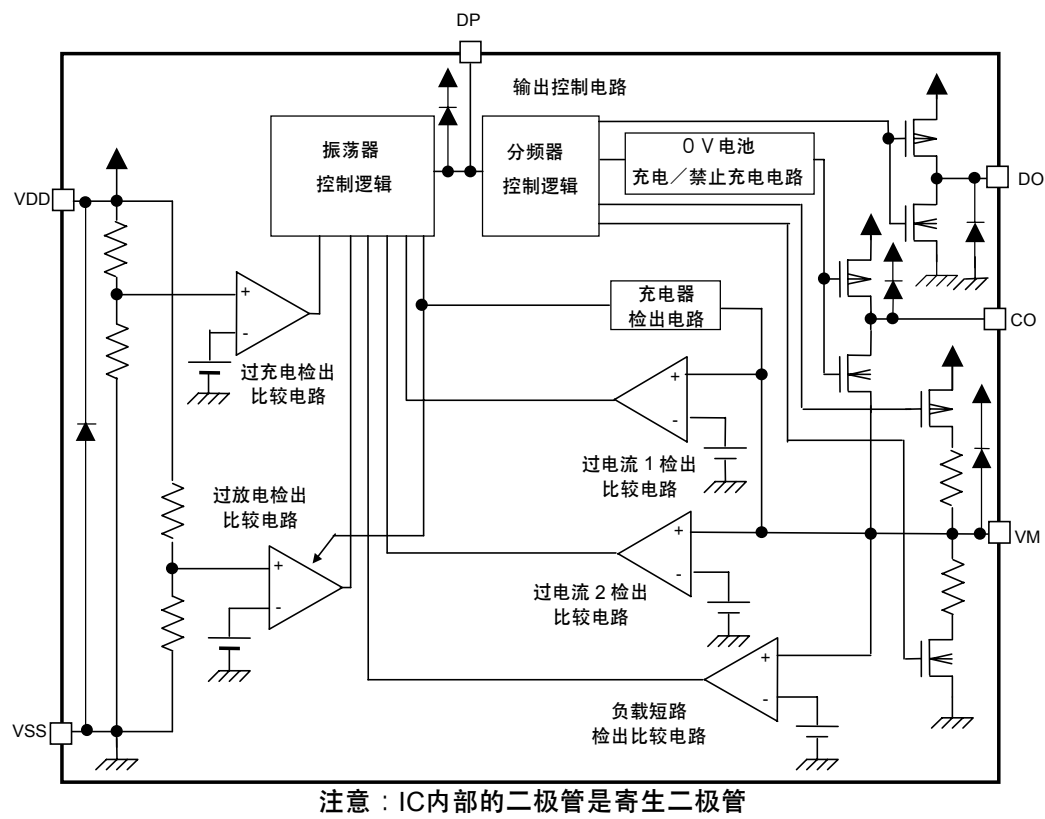 DP
输出控制电路
振荡器
控制逻辑
分频器
控制逻辑
０Ｖ电池
充电／禁止充电电路
VDD
DO
+
-
过充电检出
比较电路
充电器
检出电路
CO
+
-
过电流１检出
比较电路
过放电检出
比较电路
+
-
VM
+
-
过电流２检出
比较电路
+
-
负载短路
检出比较电路
VSS
注意：IC内部的二极管是寄生二极管